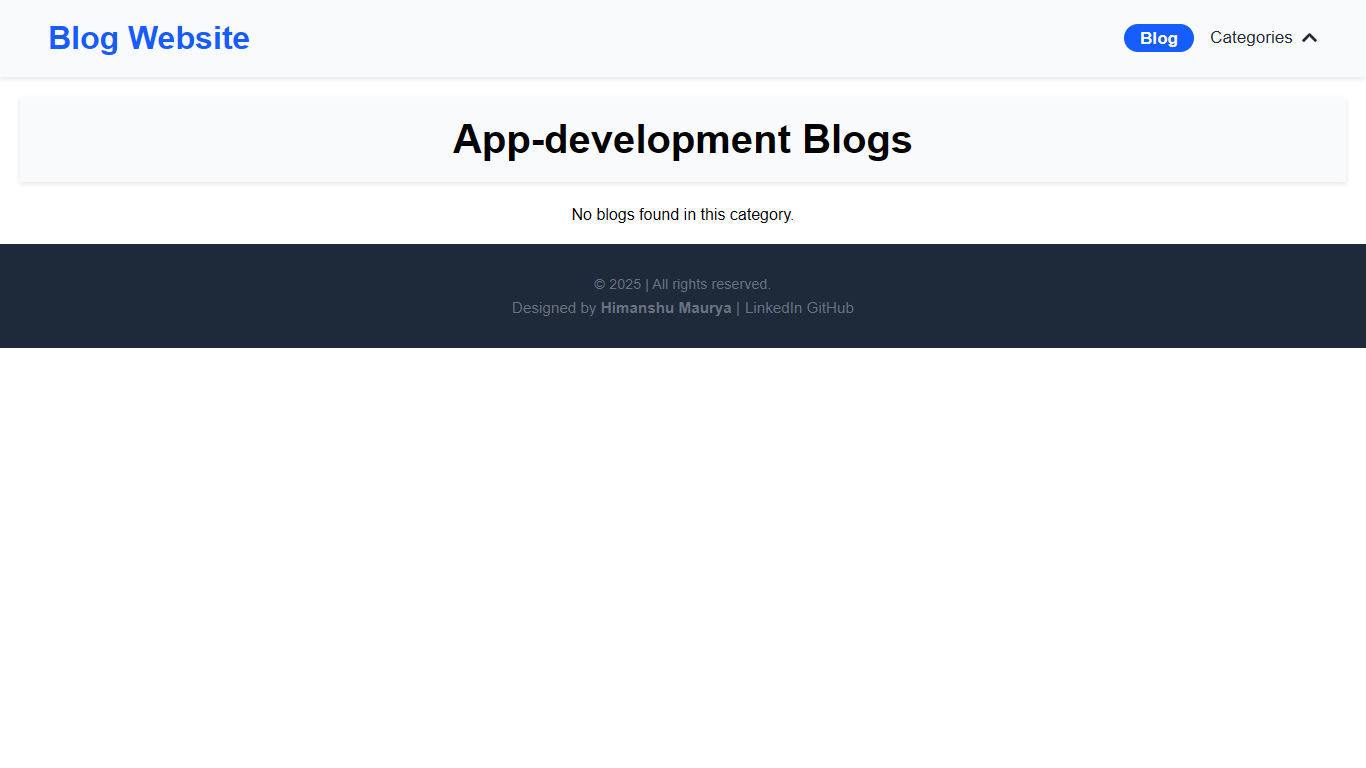 Blog Website
Blog
Categories
App-development Blogs
No blogs found in this category.
© 2025 | All rights reserved.
Designed by Himanshu Maurya | LinkedIn GitHub